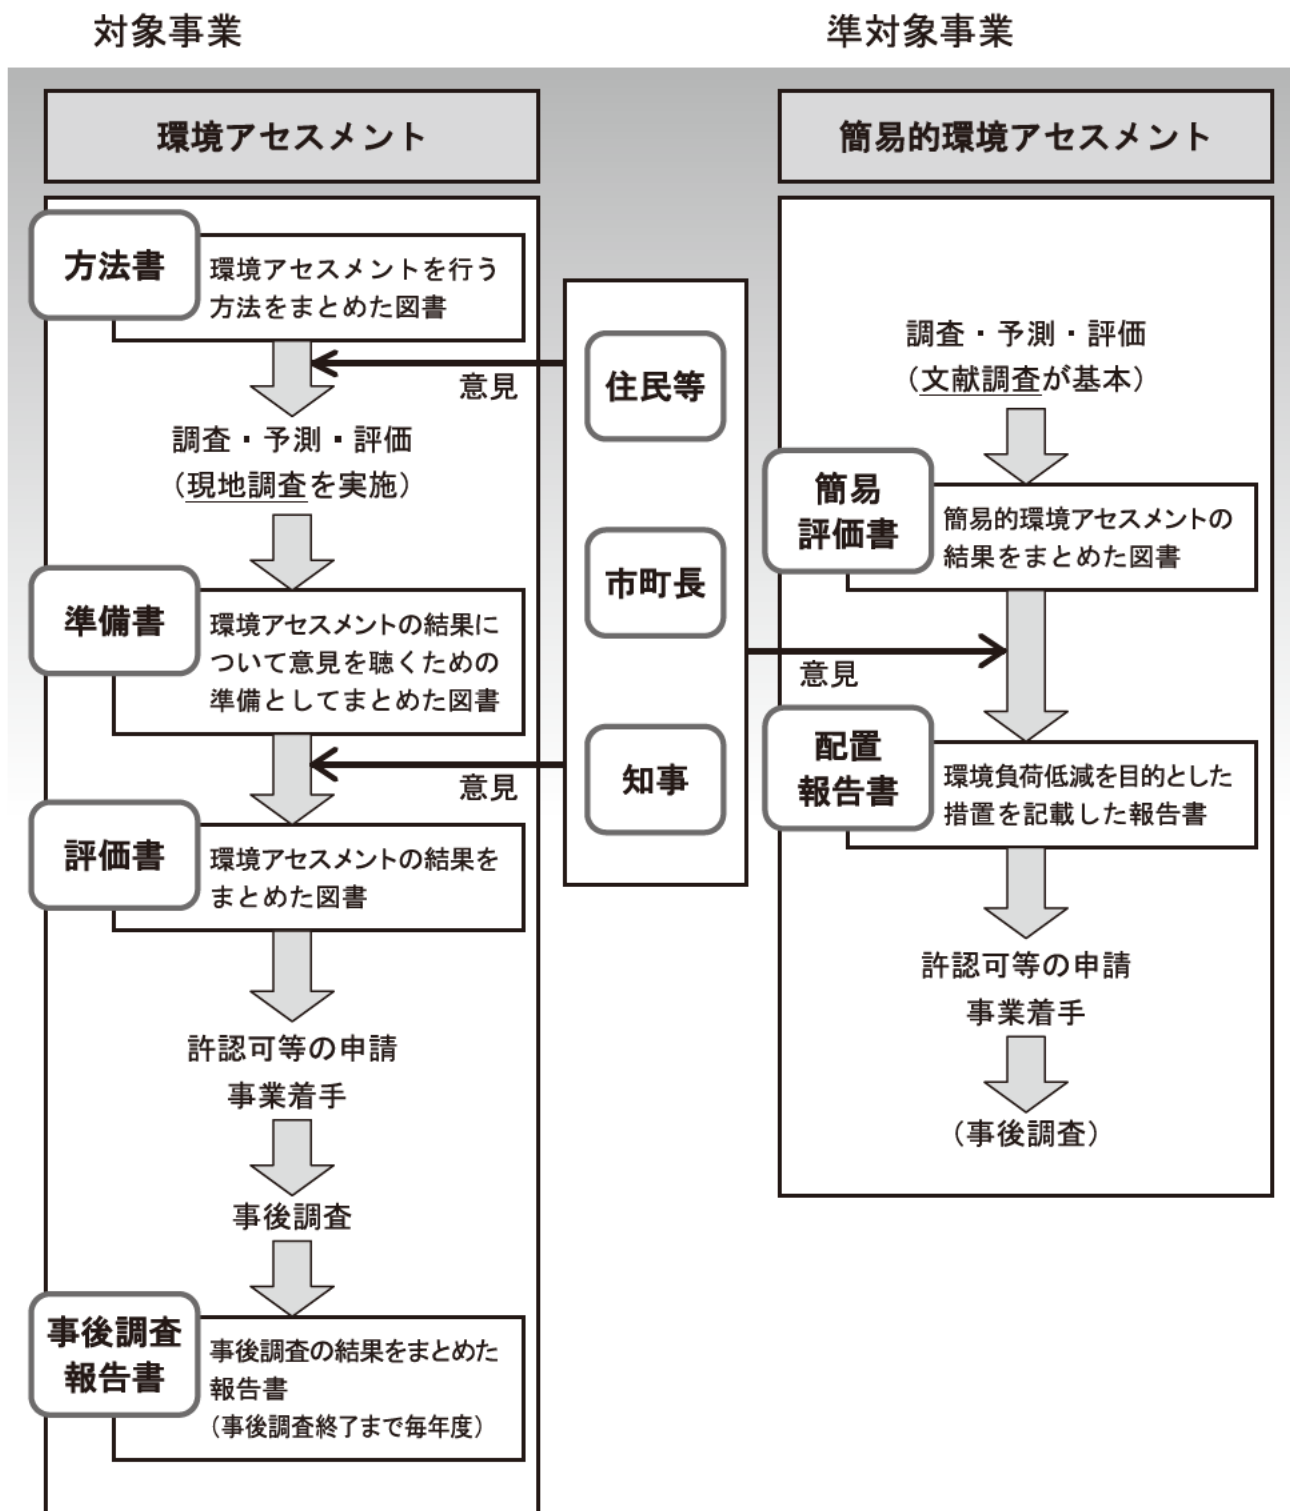 対象事業
準対象事業
環境アセスメント
方法書
環境アセスメントを行う
方法をまとめた図書
意見
調査・予測・評価
（現地調査を実施）
準備書
環境アセスメントの結果に
ついて意見を聴くための
準備としてまとめた図書
意見
評価書
環境アセスメントの結果を
まとめた図書
許認可等の申請
事業着手
事後調査
事後調査
報告書
事後調査の結果をまとめた
報告書
（事後調査終了まで毎年度）
住民等
市町長
知事
簡易的環境アセスメント
調査・予測・評価
（文献調査が基本）
簡易
評価書
簡易的環境アセスメントの
結果をまとめた図書
意見
配置
報告書
環境負荷低減を目的とした
措置を記載した報告書
許認可等の申請
事業着手
（事後調査）